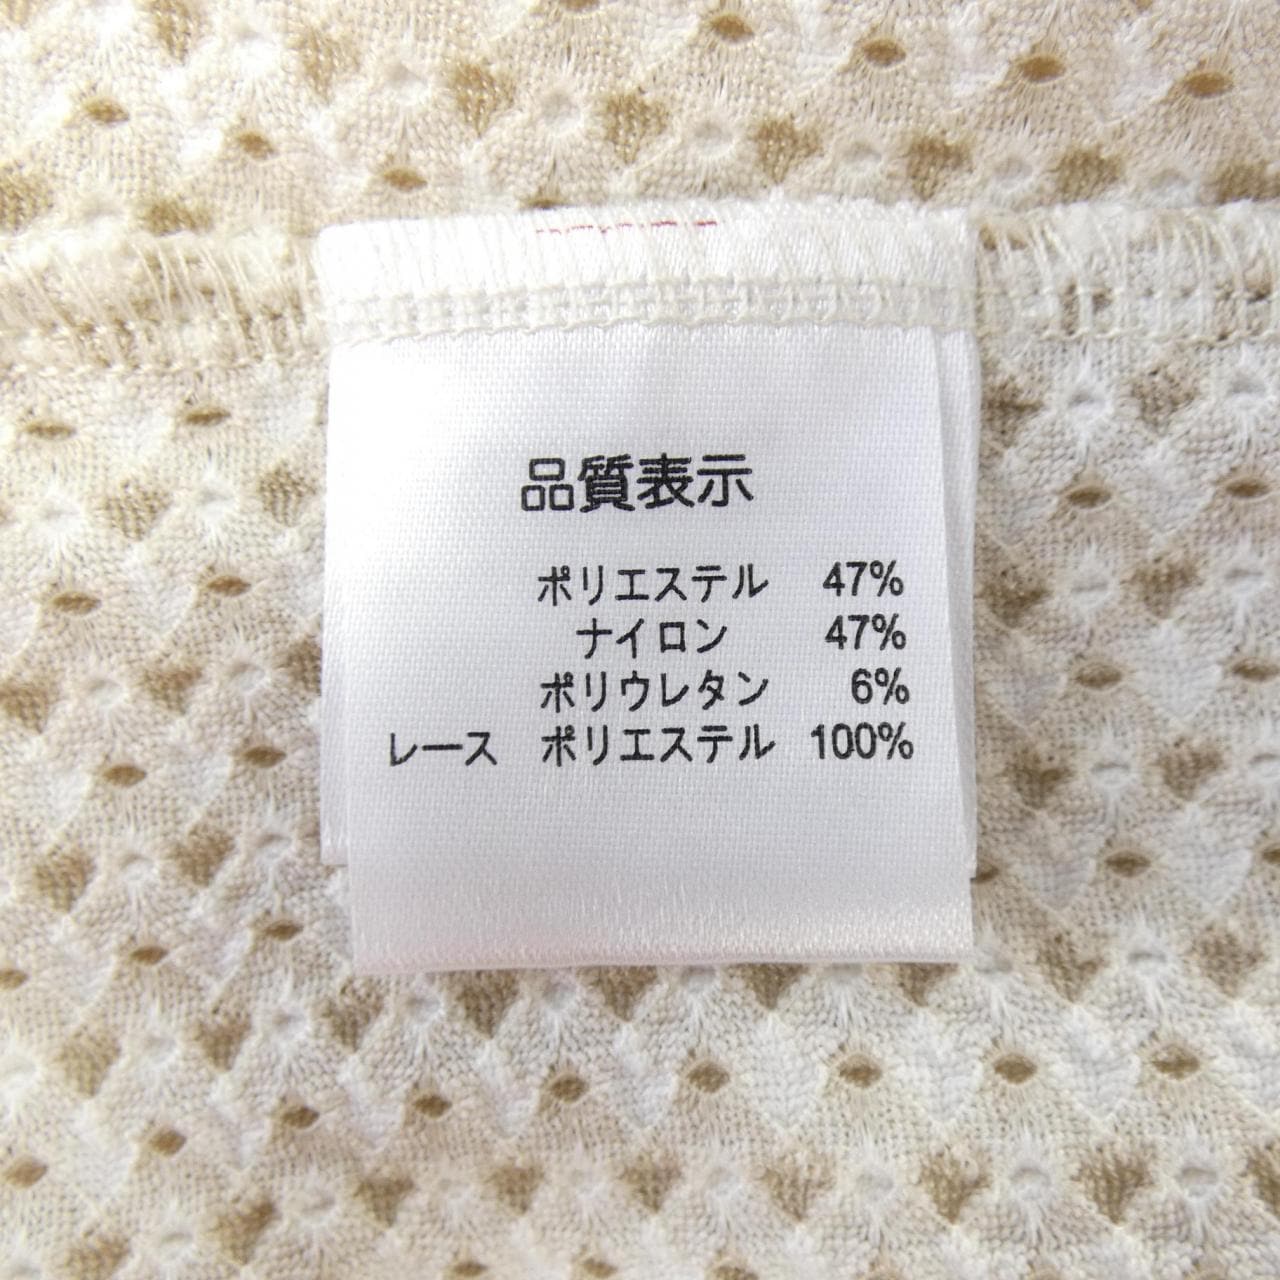 品質表示
ポリエステル 47%
ナイロン 47%
ポリウレタン 6%
レース ポリエステル 100%